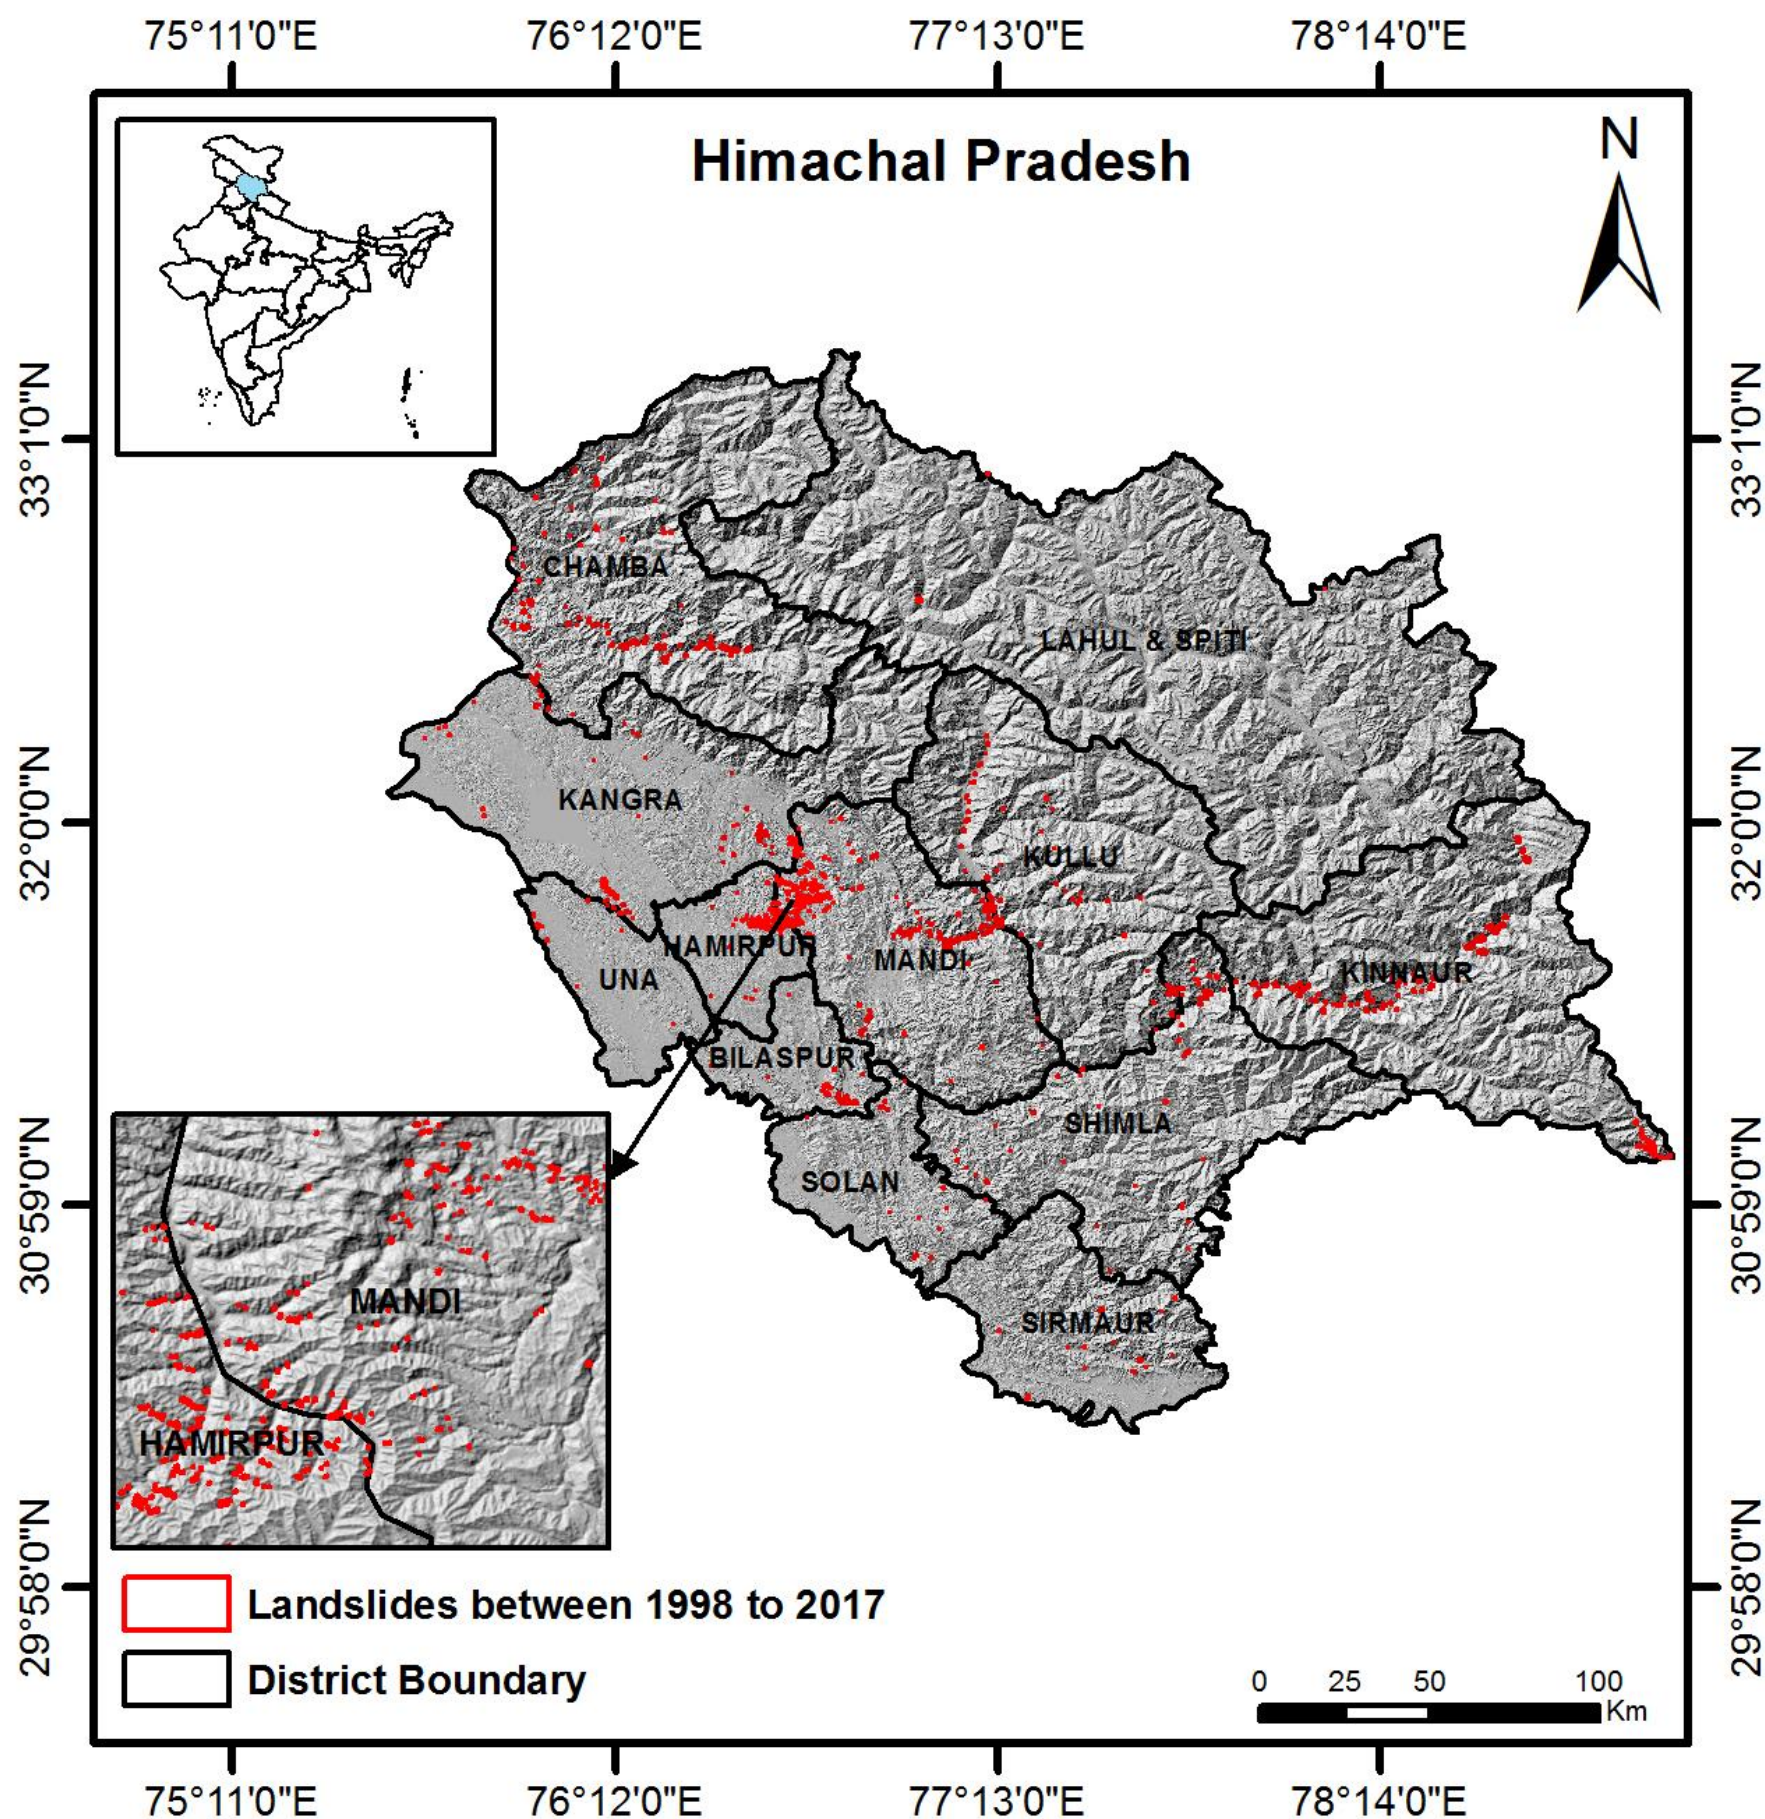 75°11'0"E 76°12'0"E 77°13'0"E 78°14'0"E
Himachal Pradesh
N
33°1'0"N
33°1'0"N
CHAMBA
LAHUL & SPITI
32°0'0"N
32°0'0"N
KANGRA
KULLU
HAMIRPUR
MANDI
UNA
KINNAUR
BILASPUR
SHIMLA
SOLAN
30°59'0"N
30°59'0"N
SIRMAUR
MANDI
HAMIRPUR
29°58'0"N
29°58'0"N
Landslides between 1998 to 2017
District Boundary
0 25 50 100
Km
75°11'0"E 76°12'0"E 77°13'0"E 78°14'0"E